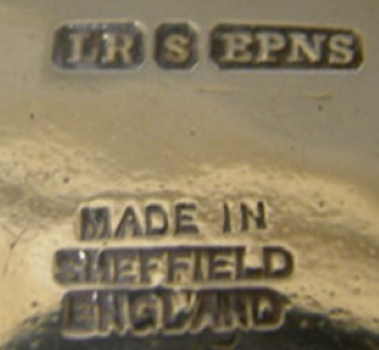 I·R S EPNS
MADE IN
SHEFFIELD
ENGLAND